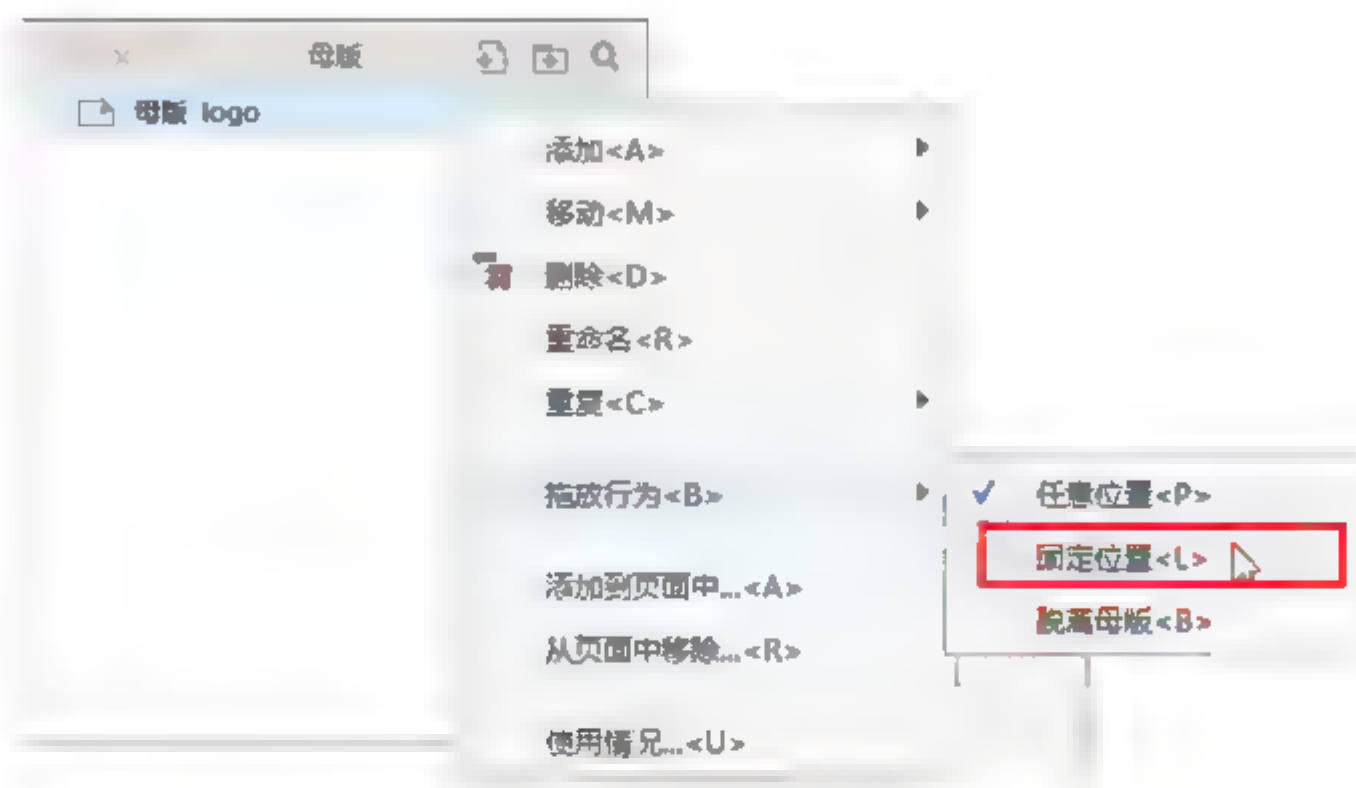 母版
母版 logo
添加<A>
移动<M>
删除<D>
重命名<R>
重复<C>
拖放行为<B>
任意位置<P>
固定位置<L>
脱离母版<B>
添加到页面中...<A>
从页面中移除...<R>
使用情况...<U>